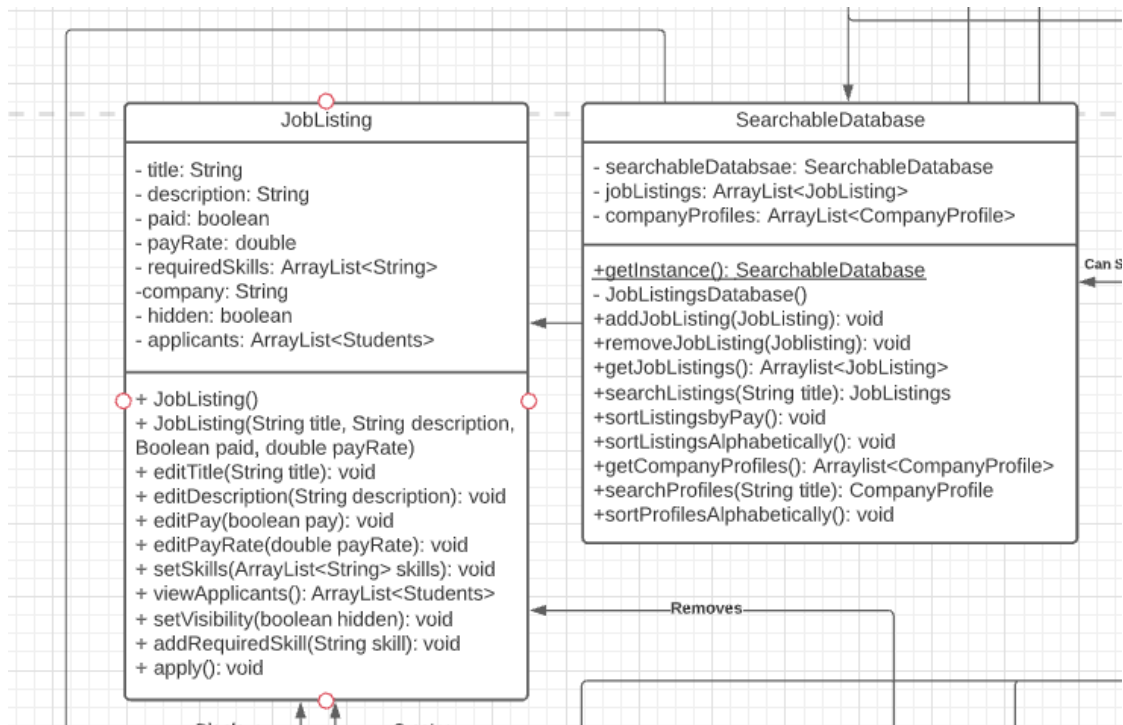 JobListing
- title: String
- description: String
- paid: boolean
- payRate: double
- requiredSkills: ArrayList<String>
-company: String
- hidden: boolean
- applicants: ArrayList<Students>
+ JobListing()
+ JobListing(String title, String description,
Boolean paid, double payRate)
+ editTitle(String title): void
+ editDescription(String description): void
+ editPay(boolean pay): void
+ editPayRate(double payRate): void
+ setSkills(ArrayList<String> skills): void
+ viewApplicants(): ArrayList<Students>
+ setVisibility(boolean hidden): void
+ addRequiredSkill(String skill): void
+ apply(): void
SearchableDatabase
- searchableDatabsae: SearchableDatabase
- jobListings: ArrayList<JobListing>
- companyProfiles: ArrayList<CompanyProfile>
+getInstance(): SearchableDatabase
- JobListingsDatabase()
+addJobListing(JobListing): void
+removeJobListing(Joblisting): void
+getJobListings(): Arraylist<JobListing>
+searchListings(String title): JobListings
+sortListingsbyPay(): void
+sortListingsAlphabetically(): void
+getCompanyProfiles(): Arraylist<CompanyProfile>
+searchProfiles(String title): CompanyProfile
+sortProfilesAlphabetically(): void
Can S
Removes